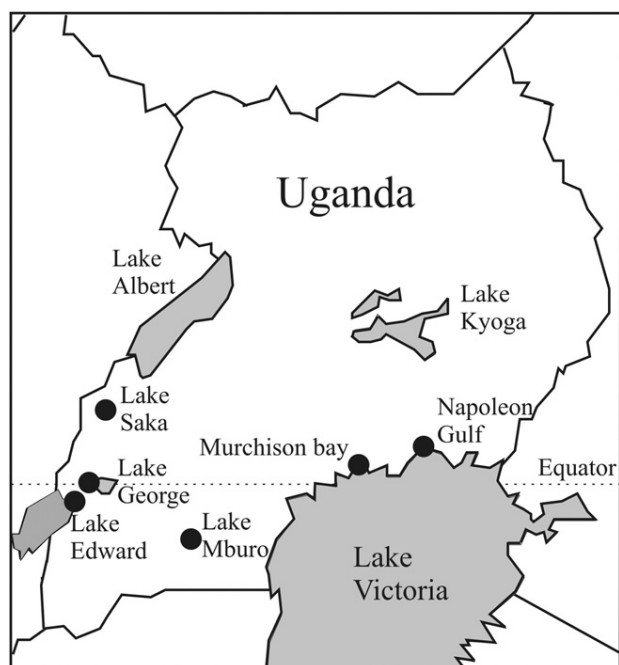 Uganda
Lake
Albert
Lake
Kyoga
Lake
Saka
Napoleon
Gulf
Murchison bay
Equator
Lake
George
Lake
Edward
Lake
Mburo
Lake
Victoria